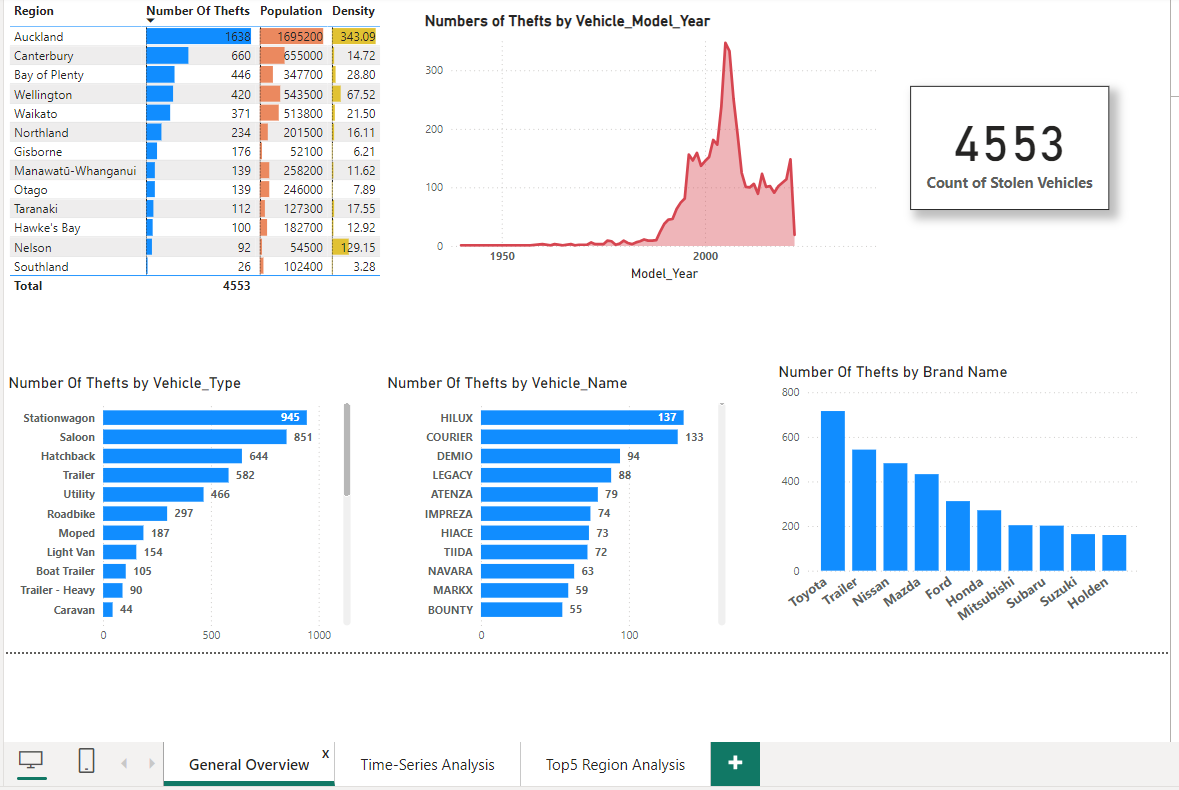 Region Number Of Thefts Population Density
Auckland 1638 1695200 343.09
Canterbury 660 655000 14.72
Bay of Plenty 446 347700 28.80
Wellington 420 543500 67.52
Waikato 371 513800 21.50
Northland 234 201500 16.11
Gisborne 176 52100 6.21
Manawatū-Whanganui 139 258200 11.62
Otago 139 246000 7.89
Taranaki 112 127300 17.55
Hawke's Bay 100 182700 12.92
Nelson 92 54500 129.15
Southland 26 102400 3.28
Total 4553
Numbers of Thefts by Vehicle_Model_Year
300
200
100
0
1950 2000
Model_Year
4553
Count of Stolen Vehicles
Number Of Thefts by Vehicle_Type
Stationwagon 945
Saloon 851
Hatchback 644
Trailer 582
Utility 466
Roadbike 297
Moped 187
Light Van 154
Boat Trailer 105
Trailer - Heavy 90
Caravan 44
0 500 1000
Number Of Thefts by Vehicle_Name
HILUX 137
COURIER 133
DEMIO 94
LEGACY 88
ATENZA 79
IMPREZA 74
HIACE 73
TIIDA 72
NAVARA 63
MARKX 59
BOUNTY 55
0 100
Number Of Thefts by Brand Name
800
600
400
200
0
Toyota Trailer Nissan Mazda Ford Honda Mitsubishi Subaru Suzuki Holden
General Overview x Time-Series Analysis Top5 Region Analysis +